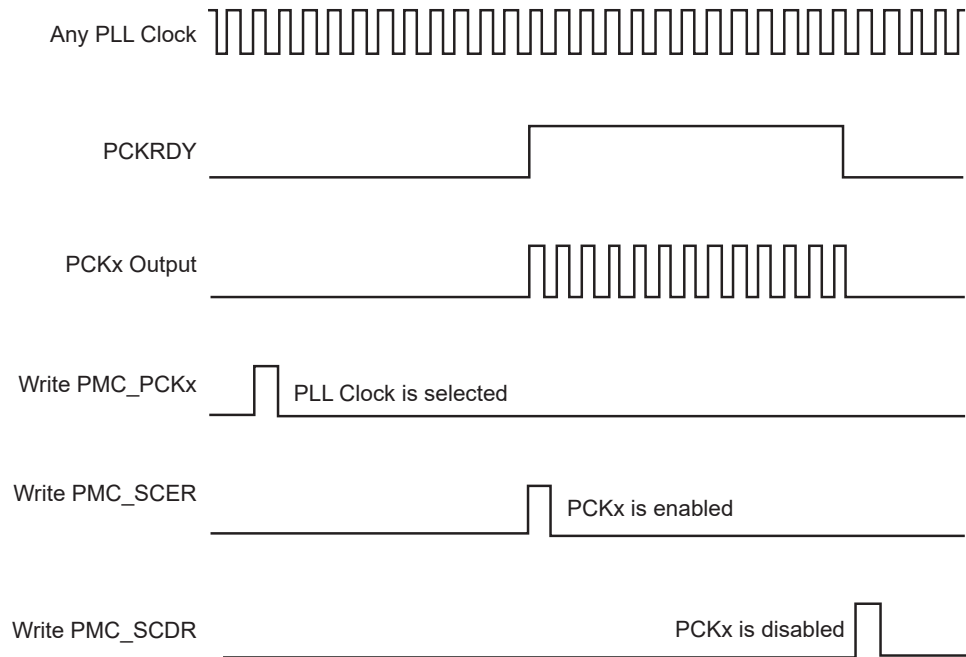 Any PLL Clock
PCKRDY
PCKx Output
Write PMC_PCKx
PLL Clock is selected
Write PMC_SCER
PCKx is enabled
Write PMC_SCDR
PCKx is disabled